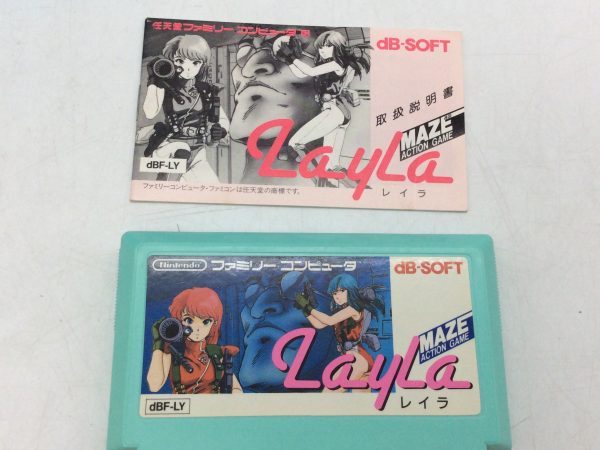 任天堂ファミリーコンピュータ用
dB-SOFT
取扱説明書
MAZE
ACTION GAME
LayLa
レイラ
dBF-LY
ファミリーコンピュータ・ファミコンは任天堂の商標です。
Nintendo ファミリーコンピュータ
dB-SOFT
MAZE
ACTION GAME
LayLa
レイラ
dBF-LY